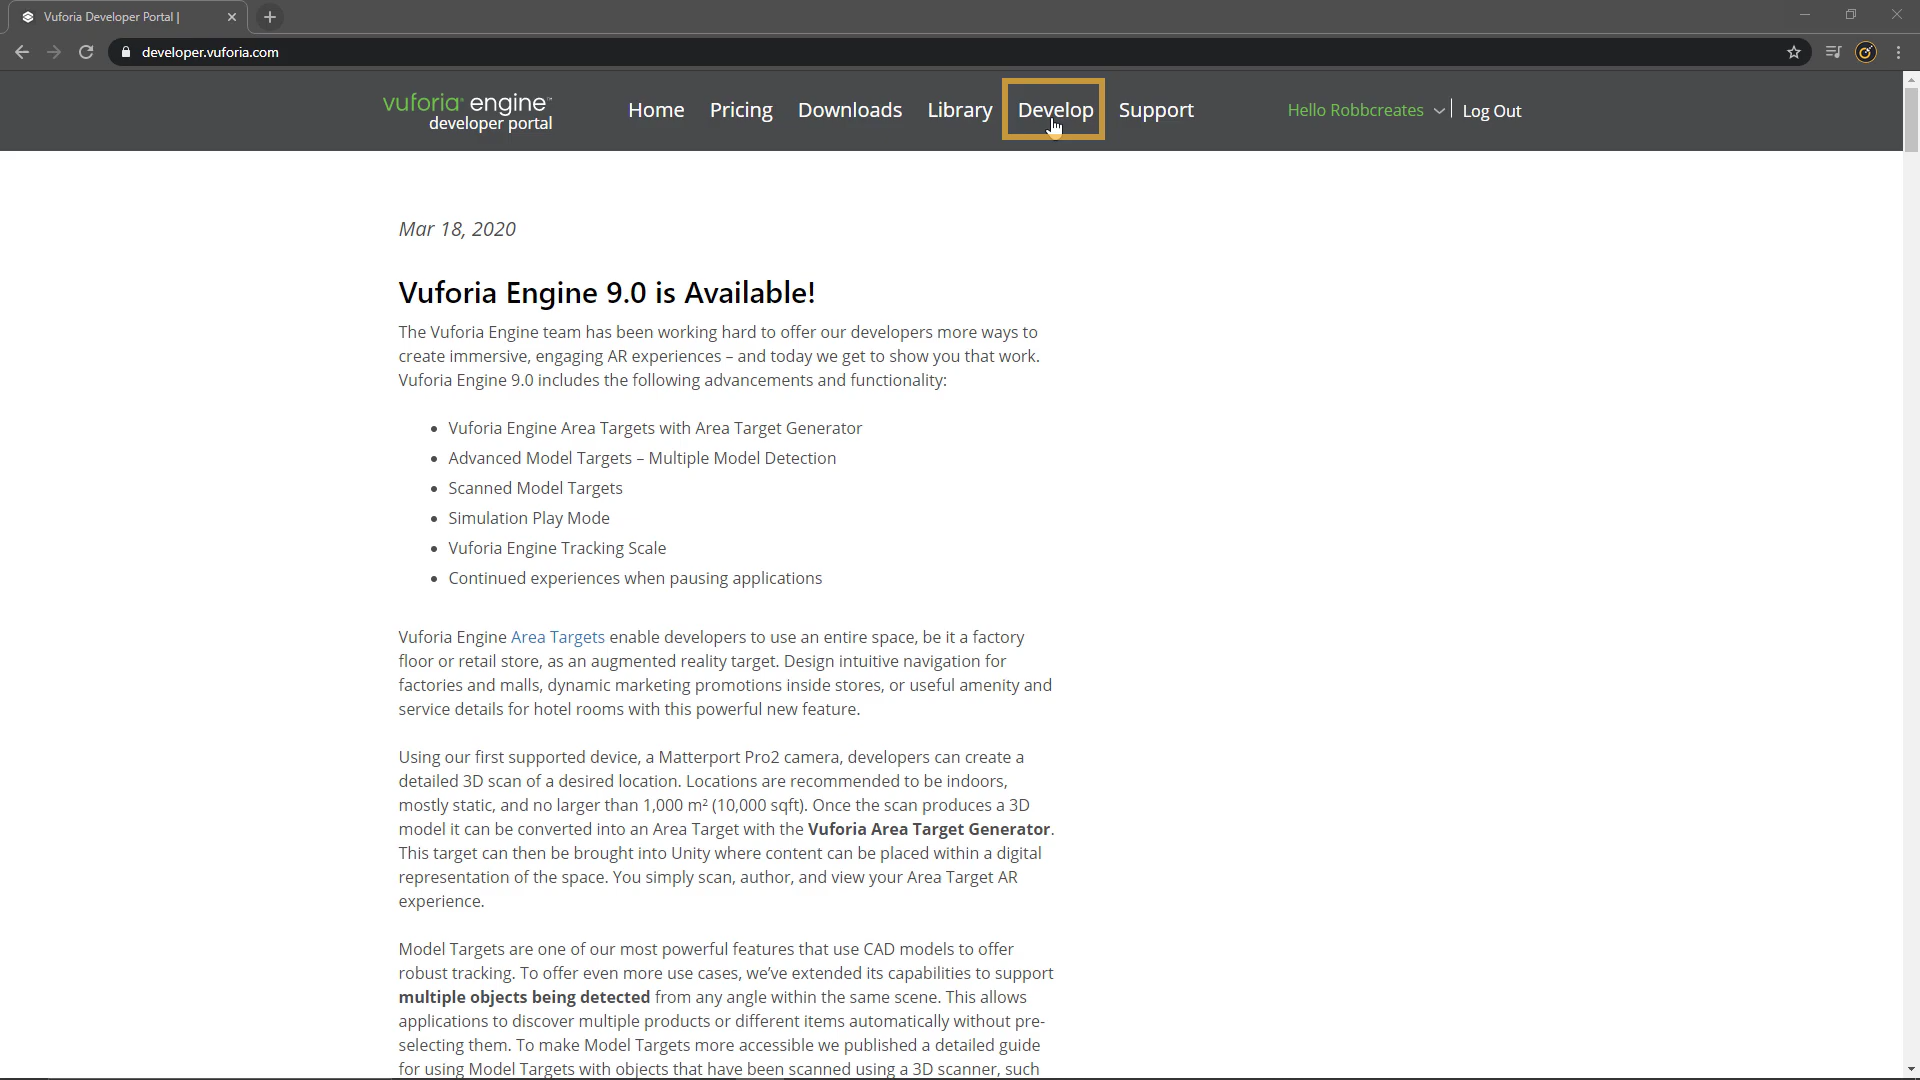 Vuforia Developer Portal |
developer.vuforia.com
vuforia® engine™
developer portal
Home Pricing Downloads Library Develop Support
Hello Robbcreates | Log Out
Mar 18, 2020
Vuforia Engine 9.0 is Available!
The Vuforia Engine team has been working hard to offer our developers more ways to
create immersive, engaging AR experiences – and today we get to show you that work.
Vuforia Engine 9.0 includes the following advancements and functionality:
• Vuforia Engine Area Targets with Area Target Generator
• Advanced Model Targets – Multiple Model Detection
• Scanned Model Targets
• Simulation Play Mode
• Vuforia Engine Tracking Scale
• Continued experiences when pausing applications
Vuforia Engine Area Targets enable developers to use an entire space, be it a factory
floor or retail store, as an augmented reality target. Design intuitive navigation for
factories and malls, dynamic marketing promotions inside stores, or useful amenity and
service details for hotel rooms with this powerful new feature.
Using our first supported device, a Matterport Pro2 camera, developers can create a
detailed 3D scan of a desired location. Locations are recommended to be indoors,
mostly static, and no larger than 1,000 m² (10,000 sqft). Once the scan produces a 3D
model it can be converted into an Area Target with the Vuforia Area Target Generator.
This target can then be brought into Unity where content can be placed within a digital
representation of the space. You simply scan, author, and view your Area Target AR
experience.
Model Targets are one of our most powerful features that use CAD models to offer
robust tracking. To offer even more use cases, we've extended its capabilities to support
multiple objects being detected from any angle within the same scene. This allows
applications to discover multiple products or different items automatically without pre-
selecting them. To make Model Targets more accessible we published a detailed guide
for using Model Targets with objects that have been scanned using a 3D scanner, such